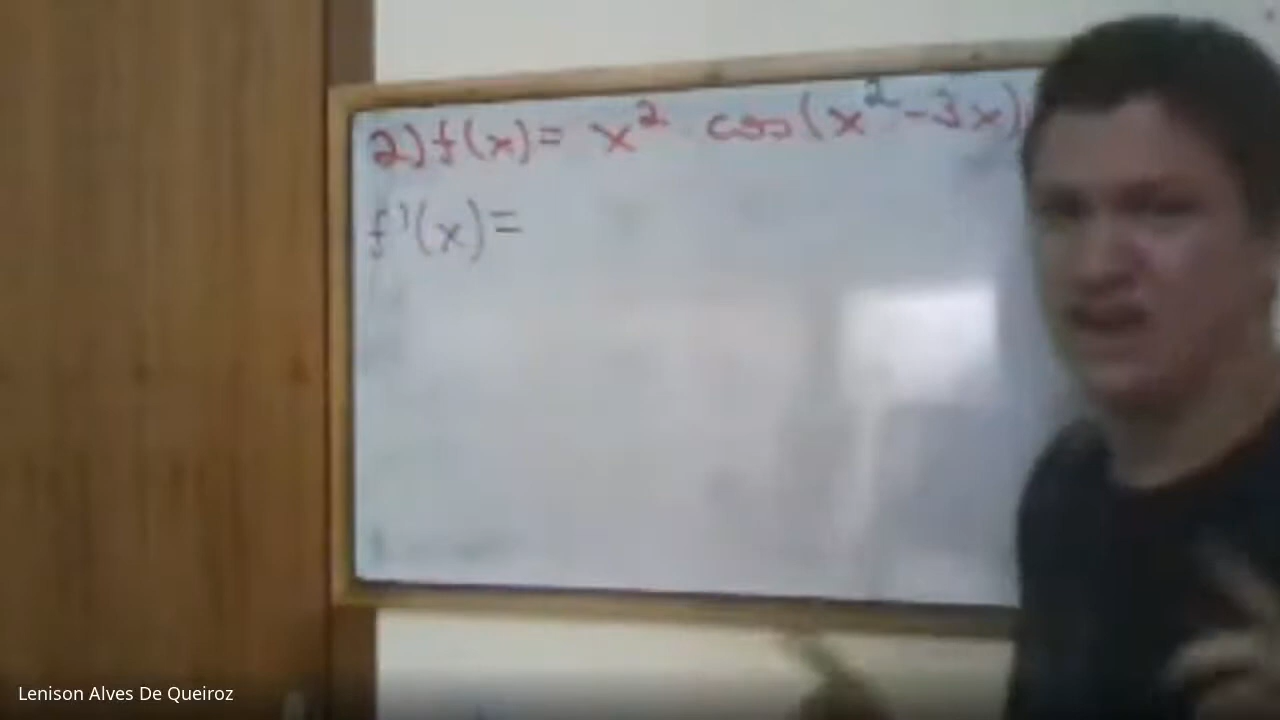 2) f(x) = x² cos(x² - 3x)
f'(x) =
Lenison Alves De Queiroz